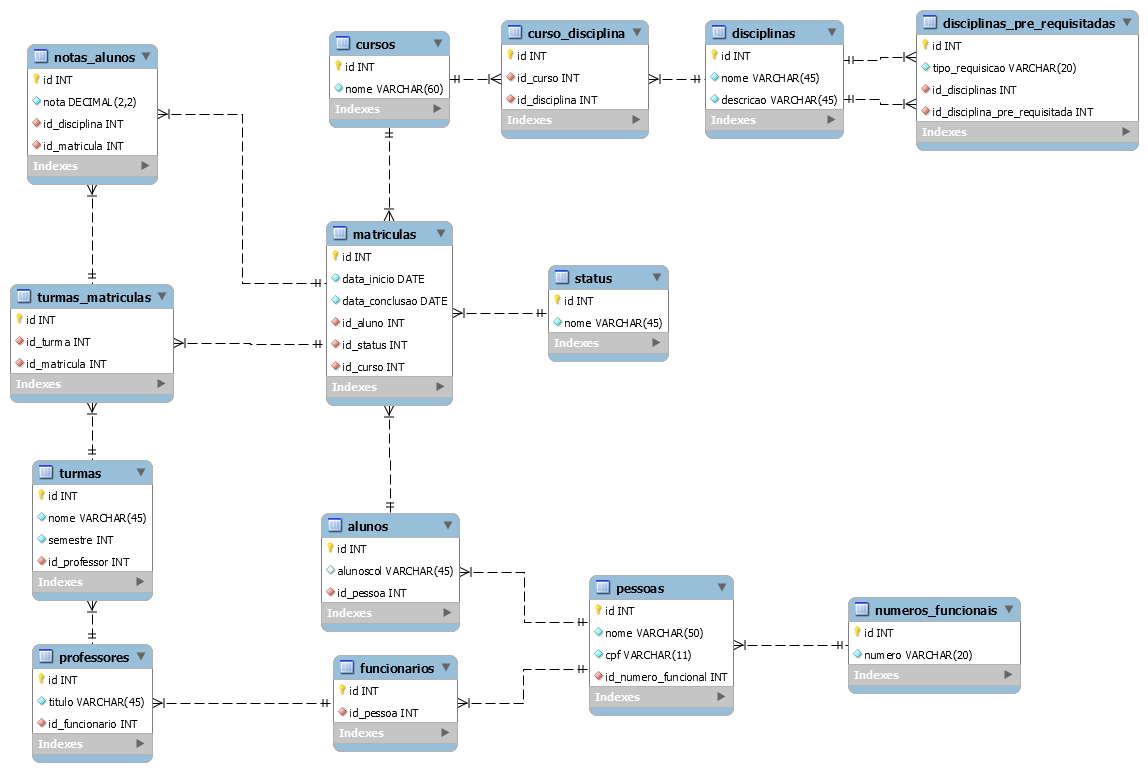 notas_alunos
id INT
nota DECIMAL(2,2)
id_disciplina INT
id_matricula INT
Indexes
cursos
id INT
nome VARCHAR(60)
Indexes
curso_disciplina
id INT
id_curso INT
id_disciplina INT
Indexes
disciplinas
id INT
nome VARCHAR(45)
descricao VARCHAR(45)
Indexes
disciplinas_pre_requisitadas
id INT
tipo_requisicao VARCHAR(20)
id_disciplinas INT
id_disciplina_pre_requisitada INT
Indexes
matriculas
id INT
data_inicio DATE
data_conclusao DATE
id_aluno INT
id_status INT
id_curso INT
Indexes
status
id INT
nome VARCHAR(45)
Indexes
turmas_matriculas
id INT
id_turma INT
id_matricula INT
Indexes
turmas
id INT
nome VARCHAR(45)
semestre INT
id_professor INT
Indexes
alunos
id INT
alunoscol VARCHAR(45)
id_pessoa INT
Indexes
pessoas
id INT
nome VARCHAR(50)
cpf VARCHAR(11)
id_numero_funcional INT
Indexes
numeros_funcionais
id INT
numero VARCHAR(20)
Indexes
professores
id INT
titulo VARCHAR(45)
id_funcionario INT
Indexes
funcionarios
id INT
id_pessoa INT
Indexes